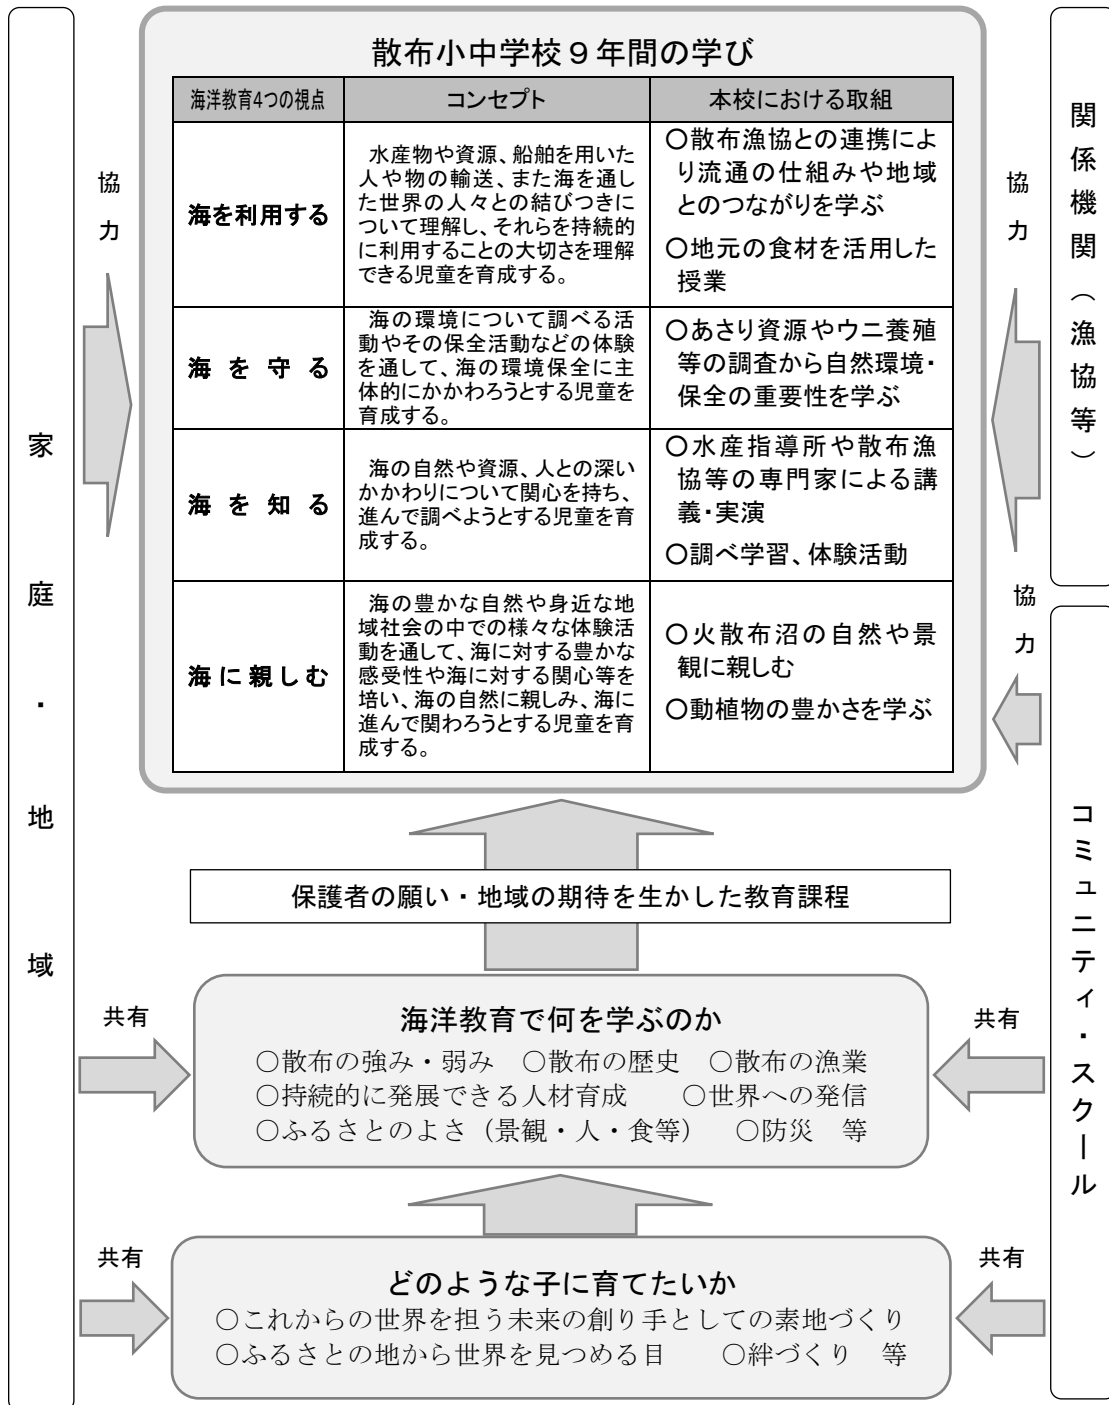 散布小中学校９年間の学び
海洋教育4つの視点
コンセプト
本校における取組
海を利用する
水産物や資源、船舶を用いた
人や物の輸送、また海を通し
た世界の人々との結びつきに
ついて理解し、それらを持続的
に利用することの大切さを理解
できる児童を育成する。
〇散布漁協との連携によ
り流通の仕組みや地域
とのつながりを学ぶ
〇地元の食材を活用した
授業
海を守る
海の環境について調べる活
動やその保全活動などの体験
を通して、海の環境保全に主
体的にかかわろうとする児童を
育成する。
〇あさり資源やウニ養殖
等の調査から自然環境・
保全の重要性を学ぶ
海を知る
海の自然や資源、人との深い
かかわりについて関心を持ち、
進んで調べようとする児童を育
成する。
〇水産指導所や散布漁
協等の専門家による講
義・実演
〇調べ学習、体験活動
海に親しむ
海の豊かな自然や身近な地
域社会の中での様々な体験活
動を通して、海に対する豊かな
感受性や海に対する関心等を
培い、海の自然に親しみ、海に
進んで関わろうとする児童を育
成する。
〇火散布沼の自然や景
観に親しむ
〇動植物の豊かさを学ぶ
家庭・地域
協力
協力
関係機関（漁協等）
協力
コミュニティ・スクール
保護者の願い・地域の期待を生かした教育課程
共有
海洋教育で何を学ぶのか
〇散布の強み・弱み　〇散布の歴史　〇散布の漁業
〇持続的に発展できる人材育成　　〇世界への発信
〇ふるさとのよさ（景観・人・食等）　〇防災　等
共有
共有
どのような子に育てたいか
〇これからの世界を担う未来の創り手としての素地づくり
〇ふるさとの地から世界を見つめる目　　〇絆づくり　等
共有